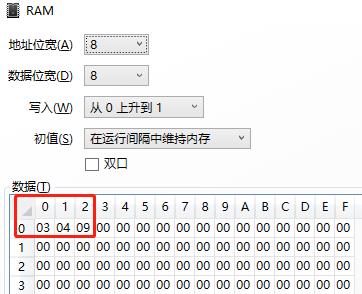 RAM
地址位宽(A) 8
数据位宽(D) 8
写入(W) 从 0 上升到 1
初值(S) 在运行间隔中维持内存
双口
数据(T)
0 1 2 3 4 5 6 7 8 9 A B C D E F
0 03 04 09 00 00 00 00 00 00 00 00 00 00 00 00 00
1 00 00 00 00 00 00 00 00 00 00 00 00 00 00 00 00
2 00 00 00 00 00 00 00 00 00 00 00 00 00 00 00 00
3 00 00 00 00 00 00 00 00 00 00 00 00 00 00 00 00